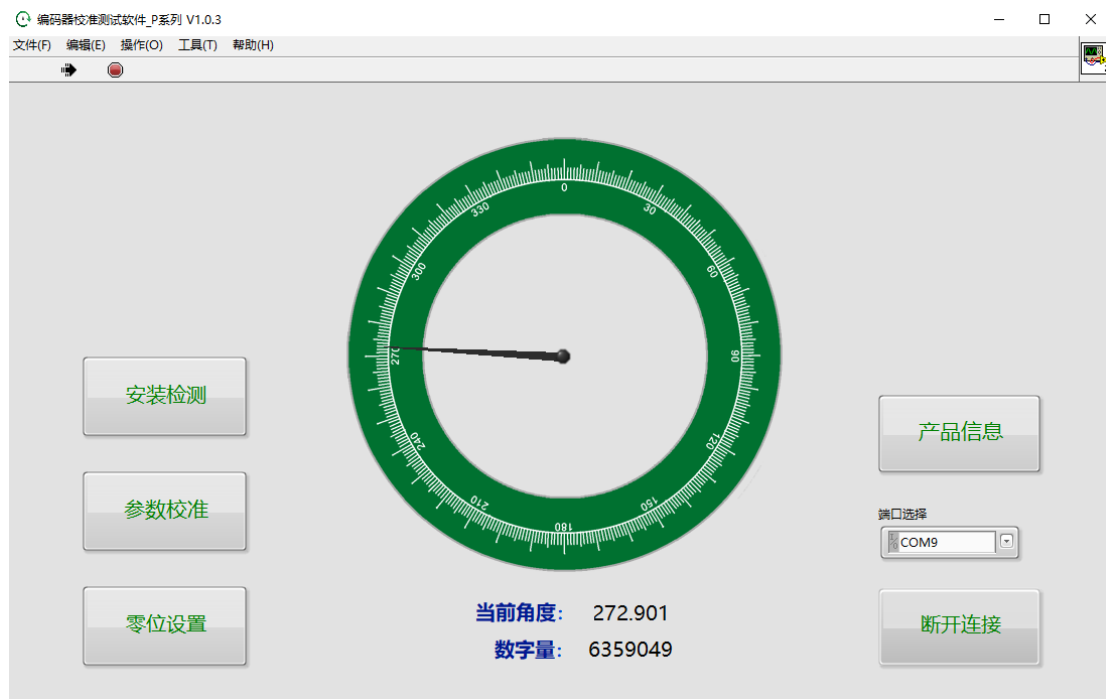 编码器校准测试软件_P系列 V1.0.3
文件(F) 编辑(E) 操作(O) 工具(T) 帮助(H)
0
30
60
90
120
150
180
210
240
270
300
330
安装检测
参数校准
零位设置
产品信息
端口选择
COM9
断开连接
当前角度: 272.901
数字量: 6359049